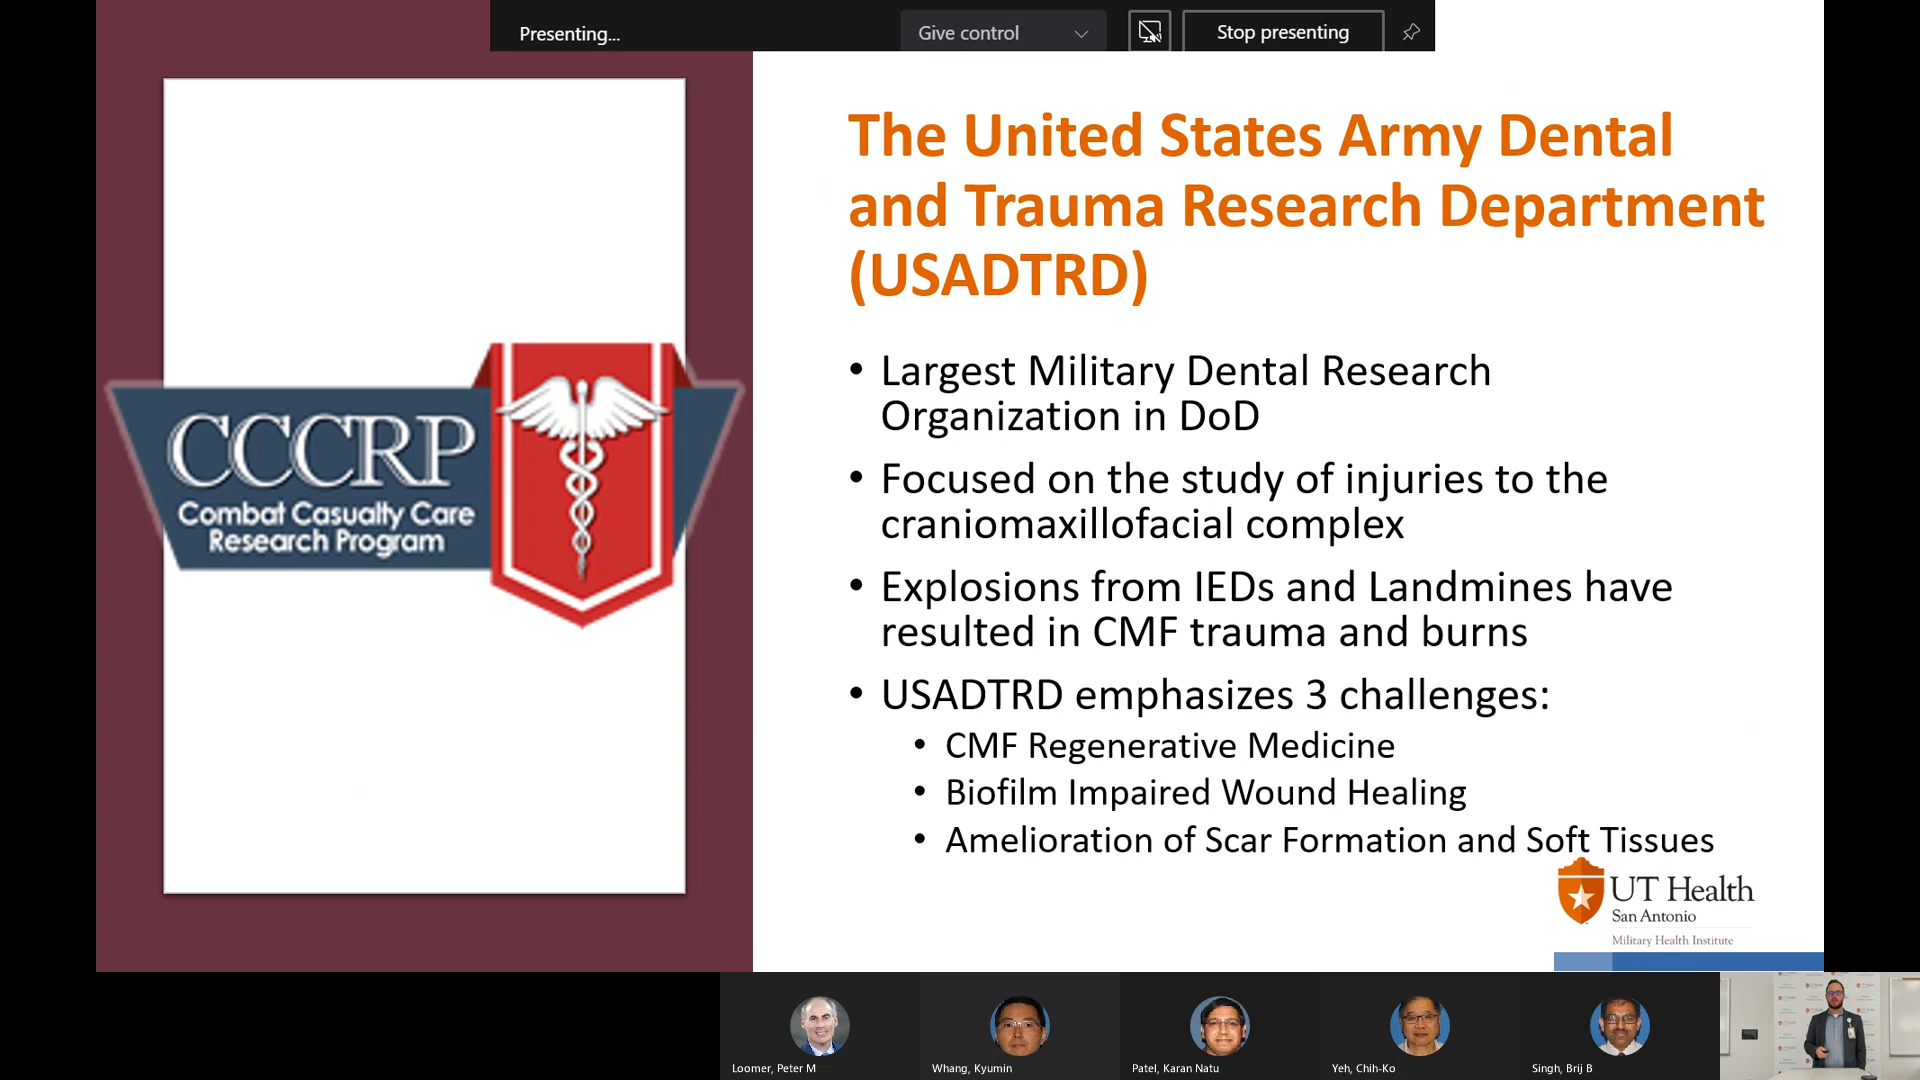 Presenting...
Give control
Stop presenting
The United States Army Dental
and Trauma Research Department
(USADTRD)
CCCRP
Combat Casualty Care
Research Program
• Largest Military Dental Research
Organization in DoD
• Focused on the study of injuries to the
craniomaxillofacial complex
• Explosions from IEDs and Landmines have
resulted in CMF trauma and burns
• USADTRD emphasizes 3 challenges:
• CMF Regenerative Medicine
• Biofilm Impaired Wound Healing
• Amelioration of Scar Formation and Soft Tissues
UT Health
San Antonio
Military Health Institute
Loomer, Peter M
Whang, Kyumin
Patel, Karan Natu
Yeh, Chih-Ko
Singh, Brij B